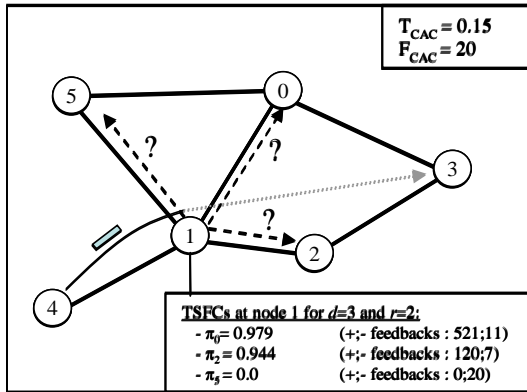 T_CAC = 0.15
F_CAC = 20
5
0
?
?
3
?
1
2
4
TSFCs at node 1 for d=3 and r=2:
- π_0= 0.979 (+;- feedbacks : 521;11)
- π_2= 0.944 (+;- feedbacks : 120;7)
- π_5= 0.0 (+;- feedbacks : 0;20)